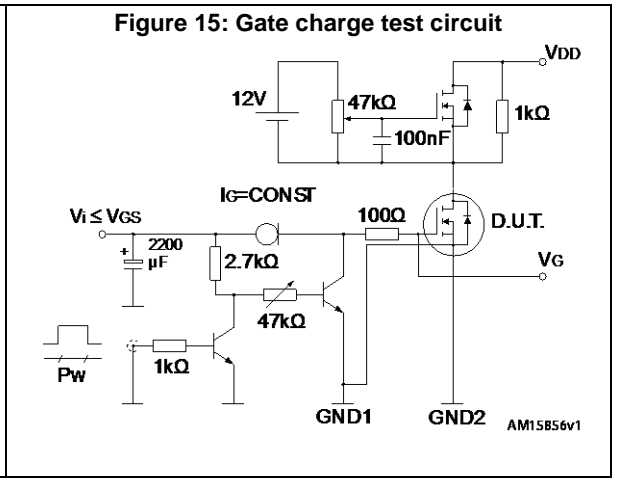 Figure 15: Gate charge test circuit
VDD
12V
47kΩ
1kΩ
100nF
IG=CONST
Vi ≤ VGS
100Ω
D.U.T.
2200
µF
+
2.7kΩ
VG
47kΩ
1kΩ
Pw
GND1
GND2
AM15856v1